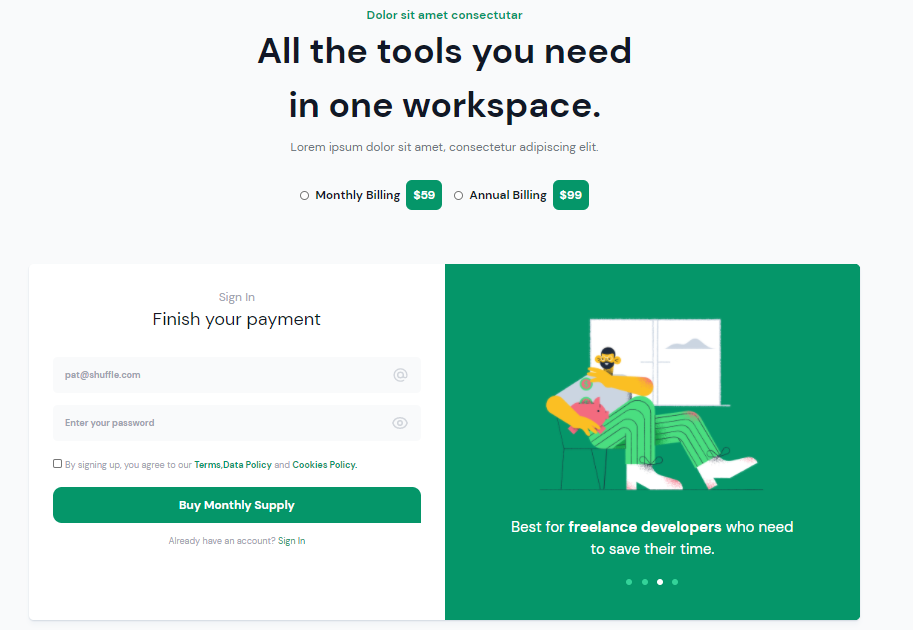 Dolor sit amet consectutar
All the tools you need
in one workspace.
Lorem ipsum dolor sit amet, consectetur adipiscing elit.
Monthly Billing $59 Annual Billing $99
Sign In
Finish your payment
pat@shuffle.com
Enter your password
By signing up, you agree to our Terms,Data Policy and Cookies Policy.
Buy Monthly Supply
Already have an account? Sign In
Best for freelance developers who need
to save their time.